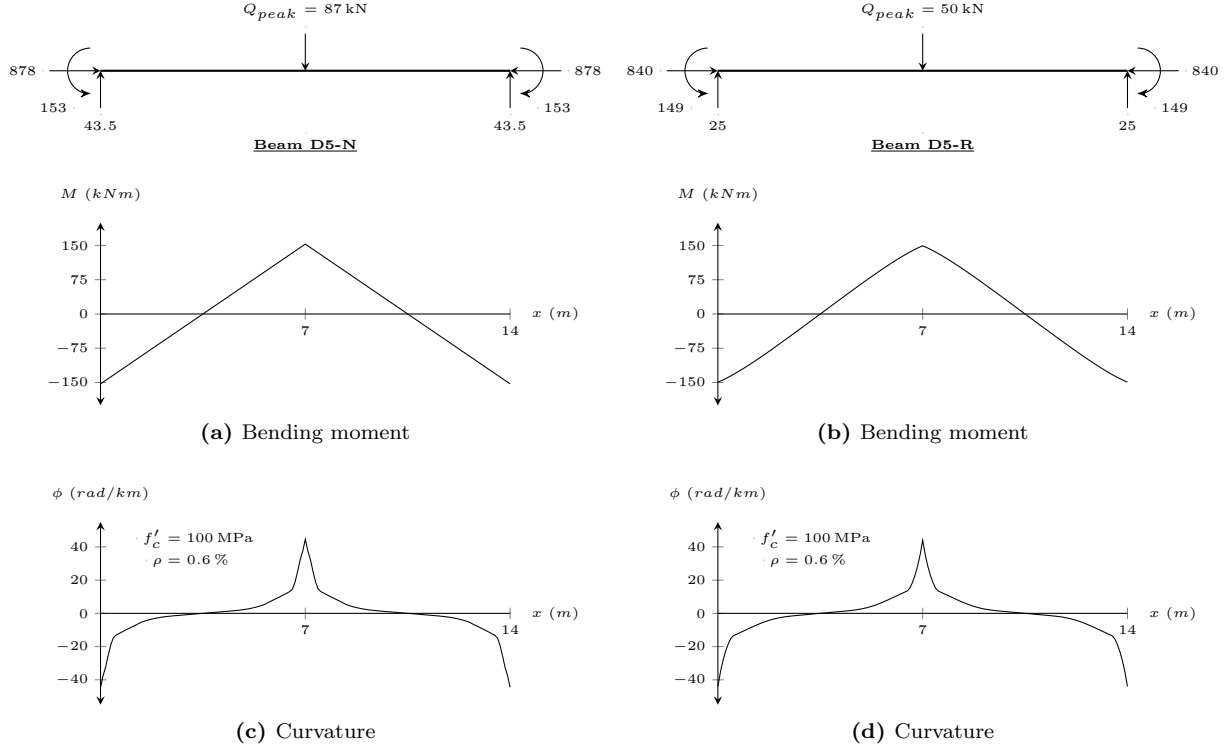 Q_peak = 87 kN
878
878
153
153
43.5
43.5
Beam D5-N
M (kNm)
150
75
0
−75
−150
7
14
x (m)
(a) Bending moment
Q_peak = 50 kN
840
840
149
149
25
25
Beam D5-R
M (kNm)
150
75
0
−75
−150
7
14
x (m)
(b) Bending moment
ϕ (rad/km)
f′_c = 100 MPa
ρ = 0.6 %
40
20
0
−20
−40
7
14
x (m)
(c) Curvature
ϕ (rad/km)
f′_c = 100 MPa
ρ = 0.6 %
40
20
0
−20
−40
7
14
x (m)
(d) Curvature